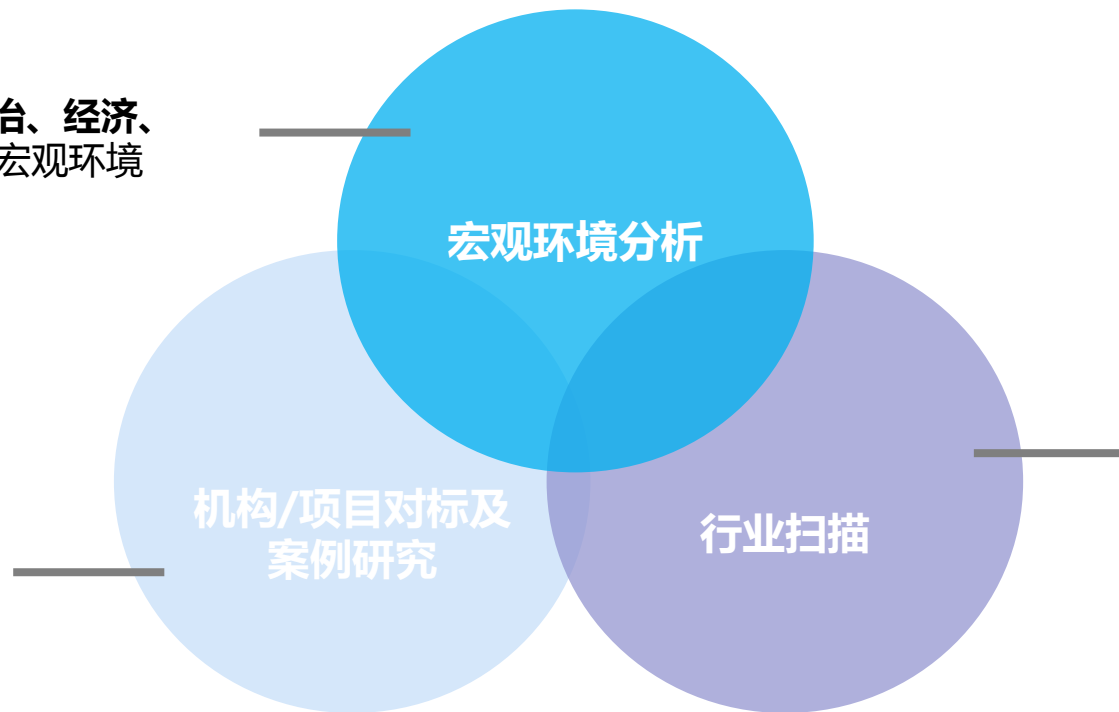 治、经济、
宏观环境
宏观环境分析
机构/项目对标及
案例研究
行业扫描